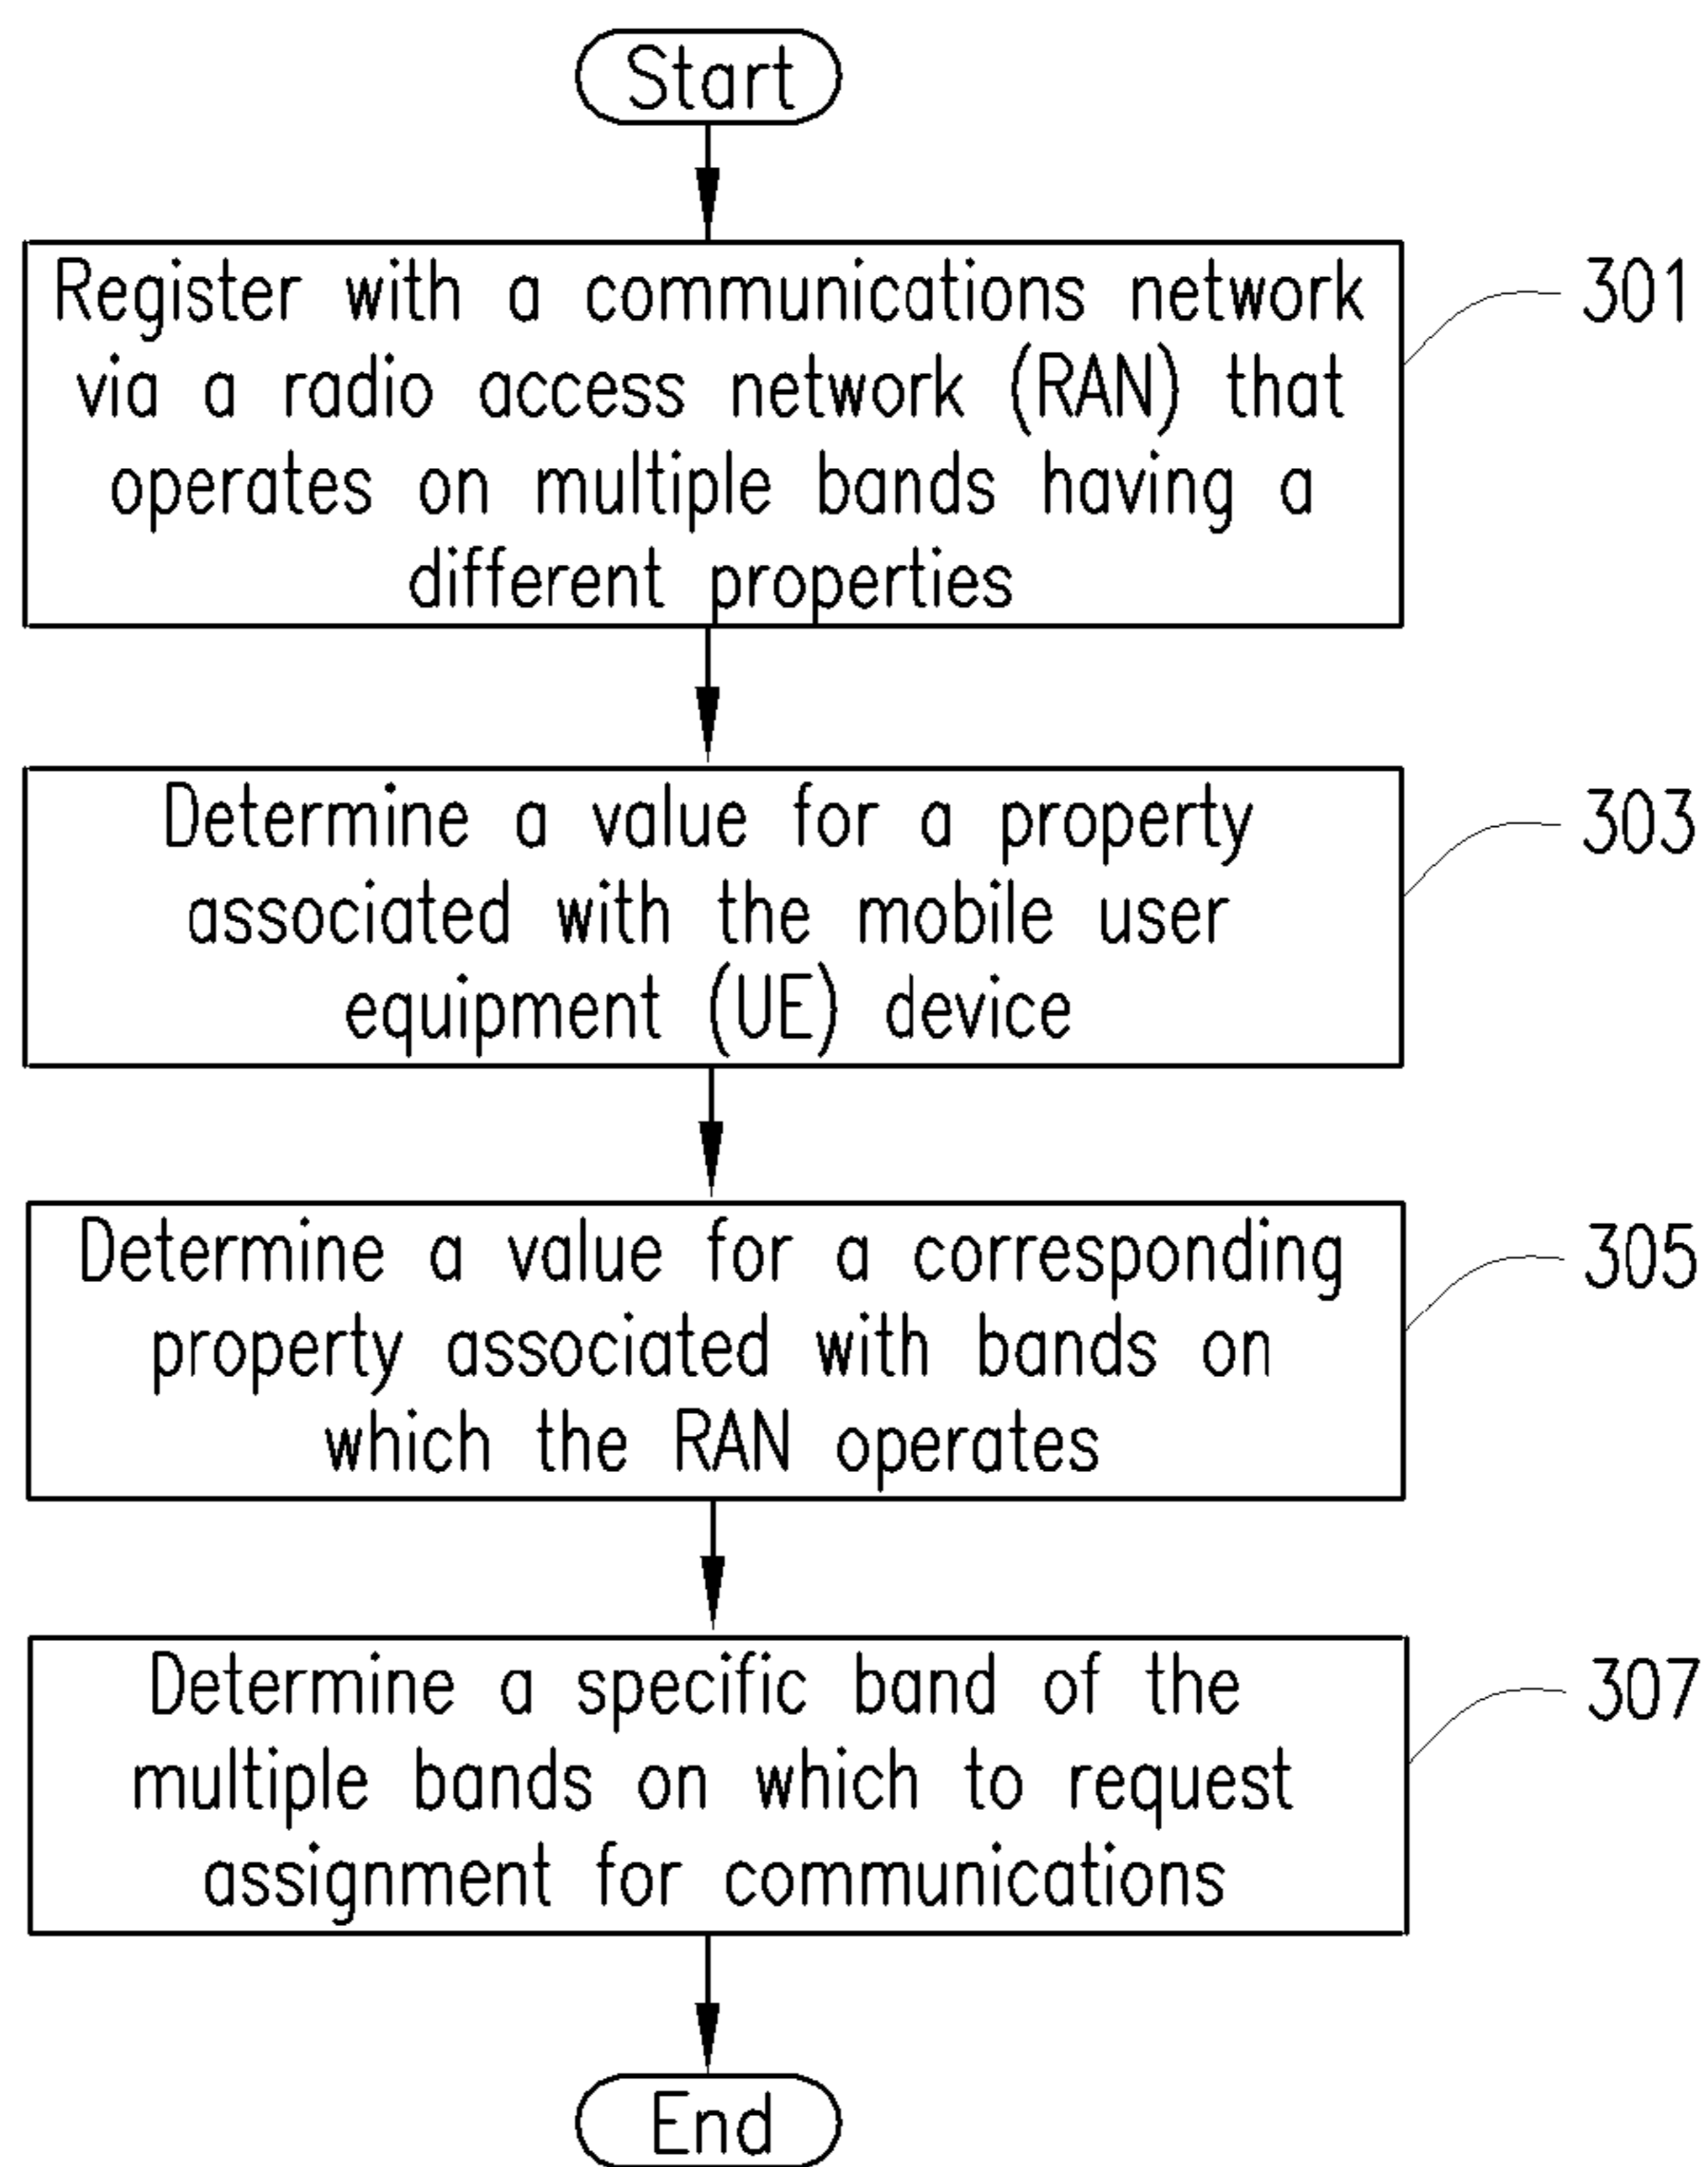 Start
Register with a communications network
via a radio access network (RAN) that
operates on multiple bands having a
different properties
301
Determine a value for a property
associated with the mobile user
equipment (UE) device
303
Determine a value for a corresponding
property associated with bands on
which the RAN operates
305
Determine a specific band of the
multiple bands on which to request
assignment for communications
307
End